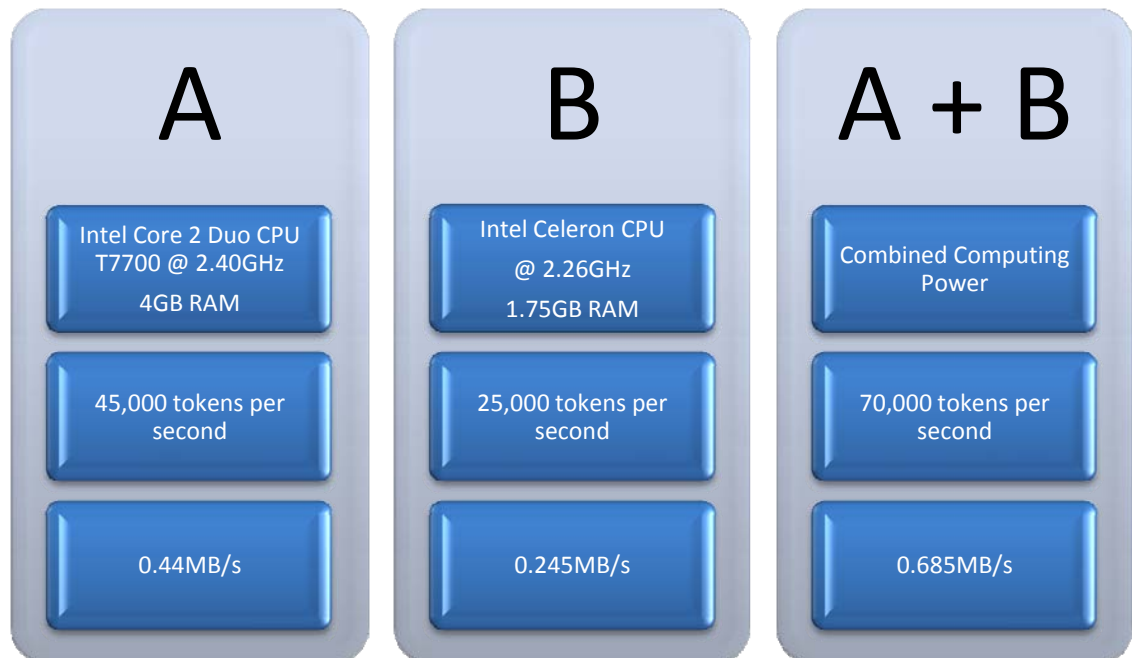 A
Intel Core 2 Duo CPU
T7700 @ 2.40GHz
4GB RAM
45,000 tokens per
second
0.44MB/s
B
Intel Celeron CPU
@ 2.26GHz
1.75GB RAM
25,000 tokens per
second
0.245MB/s
A + B
Combined Computing
Power
70,000 tokens per
second
0.685MB/s